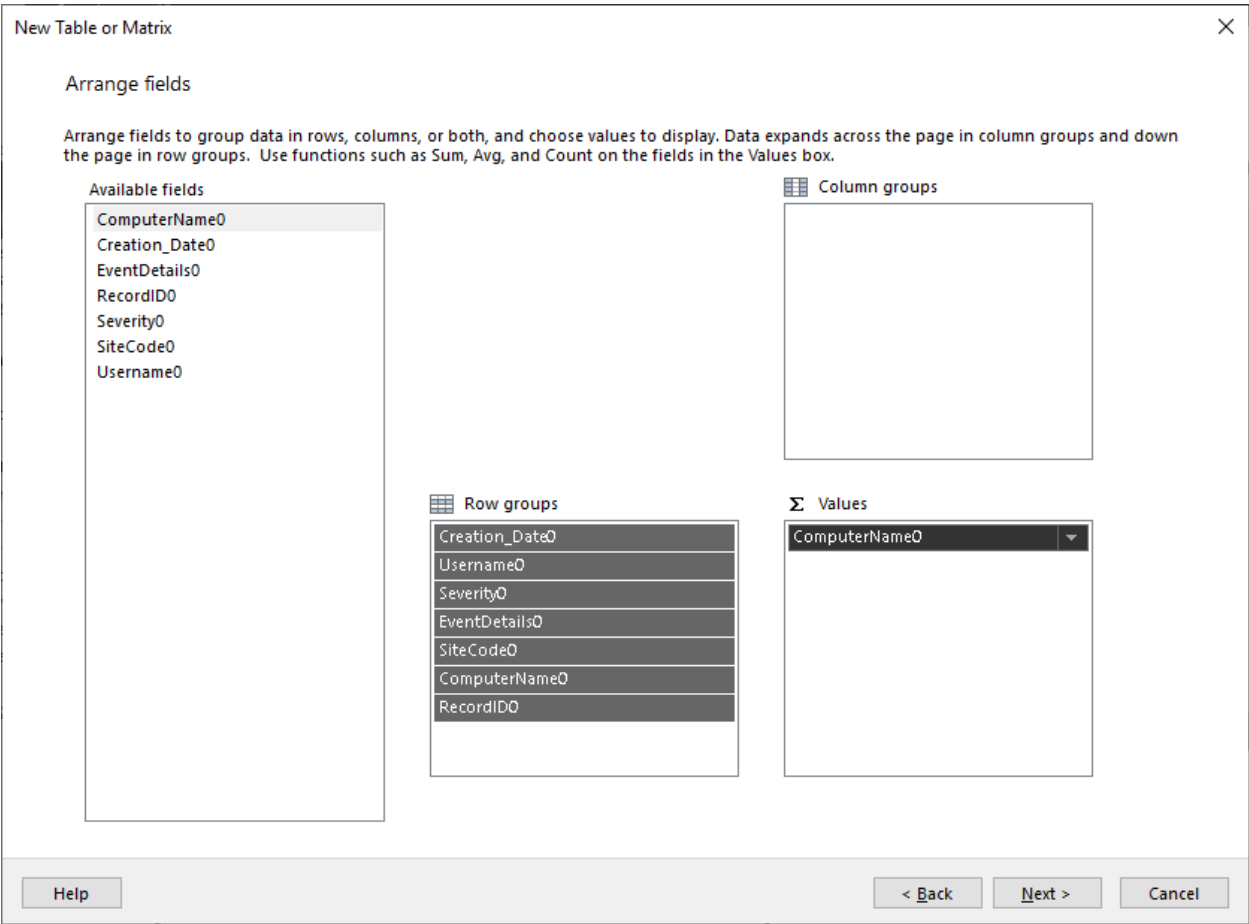 New Table or Matrix
Arrange fields
Arrange fields to group data in rows, columns, or both, and choose values to display. Data expands across the page in column groups and down
the page in row groups.  Use functions such as Sum, Avg, and Count on the fields in the Values box.
Available fields
ComputerName0
Creation_Date0
EventDetails0
RecordID0
Severity0
SiteCode0
Username0
Column groups
Row groups
Creation_Date0
Username0
Severity0
EventDetails0
SiteCode0
ComputerName0
RecordID0
Σ Values
ComputerName0
Help
< Back
Next >
Cancel